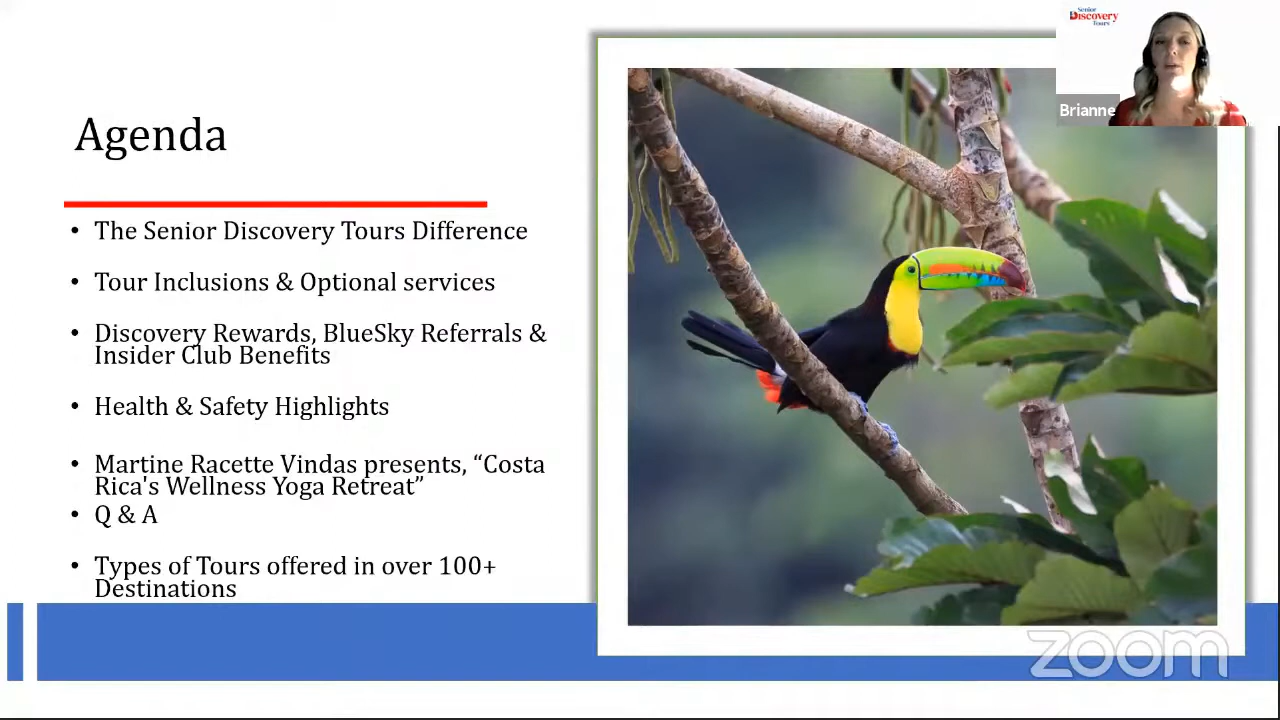 Senior
Discovery
Tours
Brianne
Agenda
• The Senior Discovery Tours Difference
• Tour Inclusions & Optional services
• Discovery Rewards, BlueSky Referrals &
Insider Club Benefits
• Health & Safety Highlights
• Martine Racette Vindas presents, “Costa
Rica's Wellness Yoga Retreat”
• Q & A
• Types of Tours offered in over 100+
Destinations
zoom